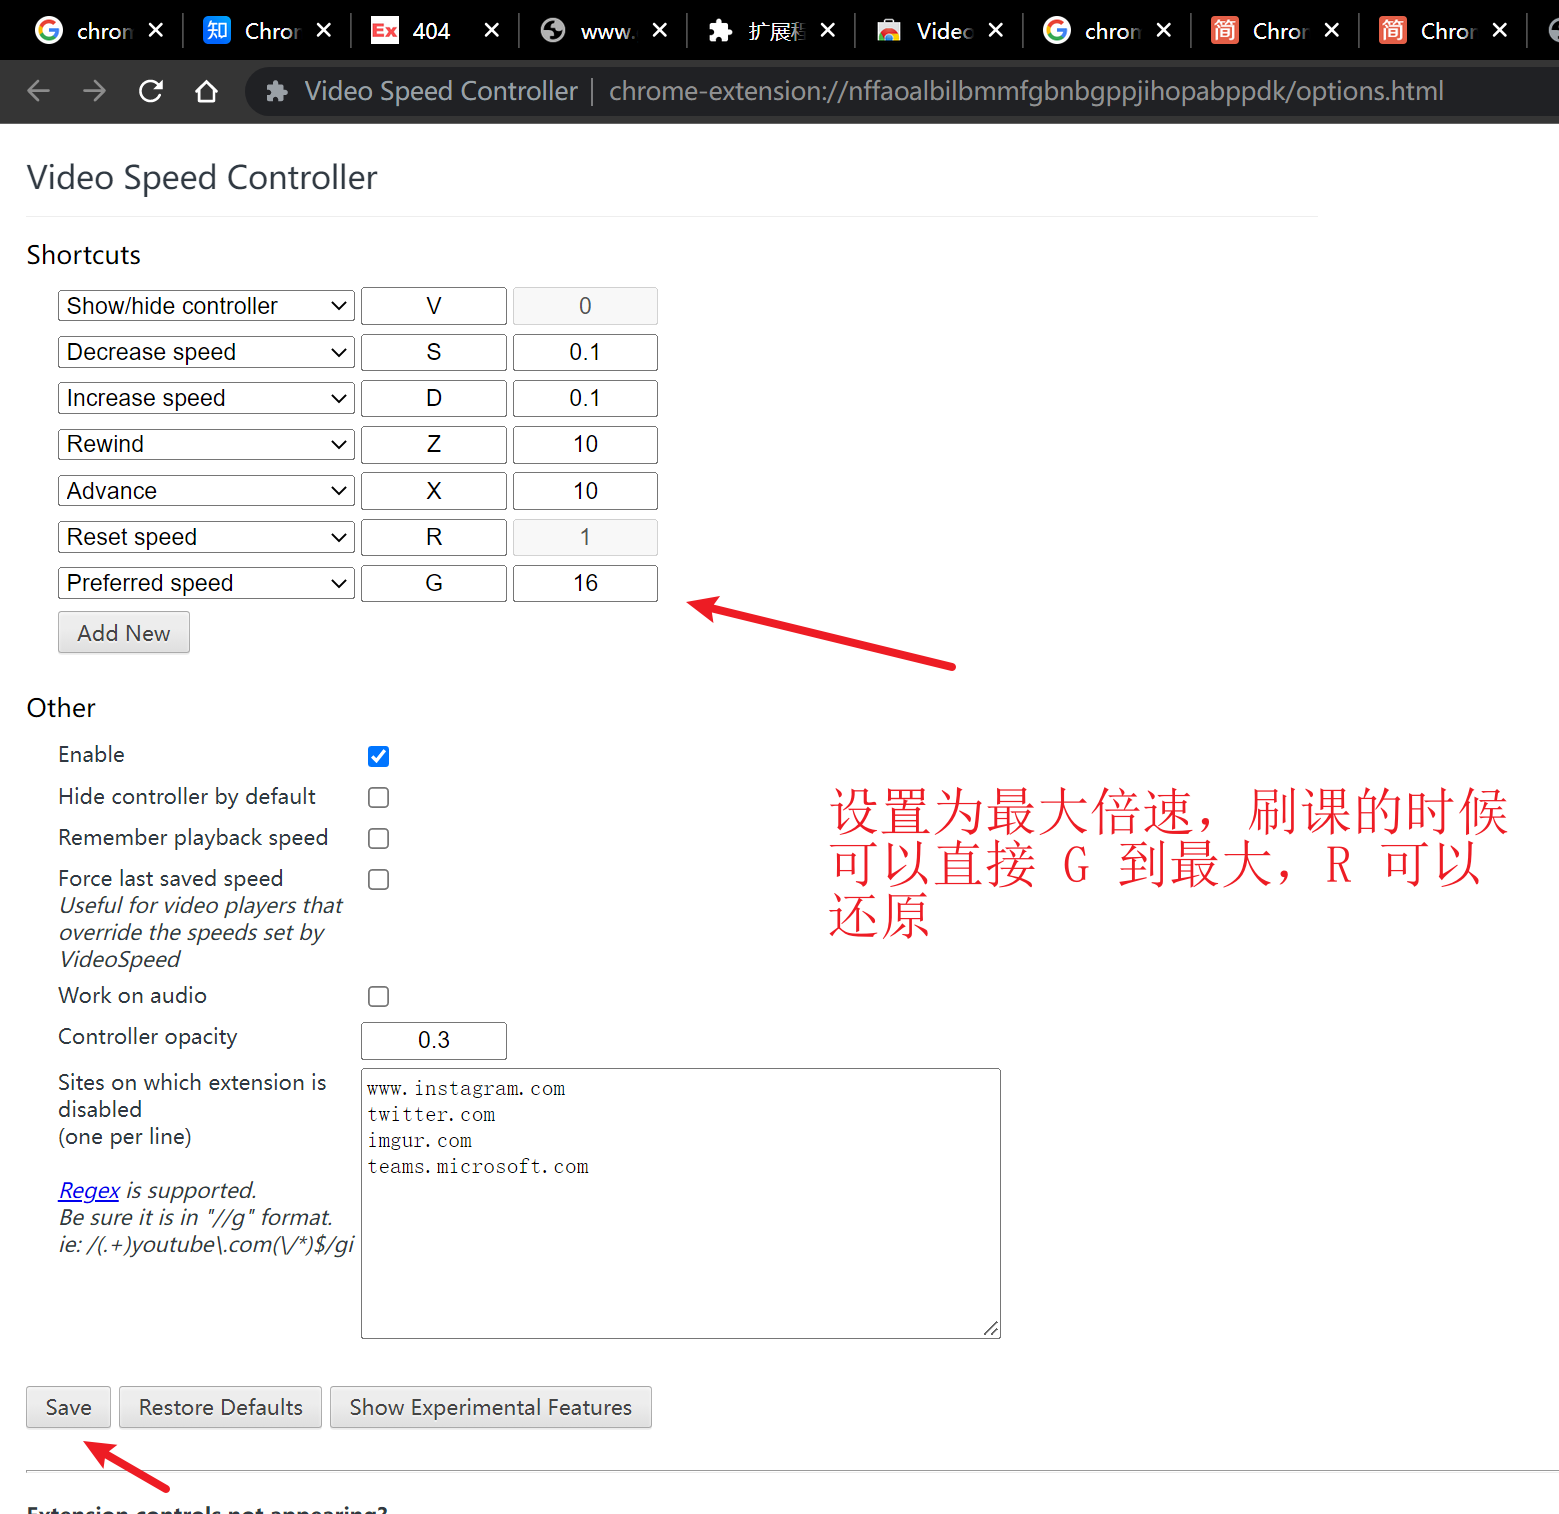 chrom
Chror
Ex 404
www.
扩展程
Video
chrom
简 Chror
简 Chror
Video Speed Controller | chrome-extension://nffaoalbilbmmfgbnbgppjihopabppdk/options.html
Video Speed Controller
Shortcuts
Show/hide controller V 0
Decrease speed S 0.1
Increase speed D 0.1
Rewind Z 10
Advance X 10
Reset speed R 1
Preferred speed G 16
Add New
Other
Enable
Hide controller by default
Remember playback speed
Force last saved speed
Useful for video players that
override the speeds set by
VideoSpeed
设置为最大倍速，刷课的时候
可以直接 G 到最大，R 可以
还原
Work on audio
Controller opacity 0.3
Sites on which extension is
disabled
(one per line)
Regex is supported.
Be sure it is in "//g" format.
ie: /(.+)youtube\.com(\/*)$/gi
www.instagram.com
twitter.com
imgur.com
teams.microsoft.com
Save Restore Defaults Show Experimental Features
Extension controls not appearing?